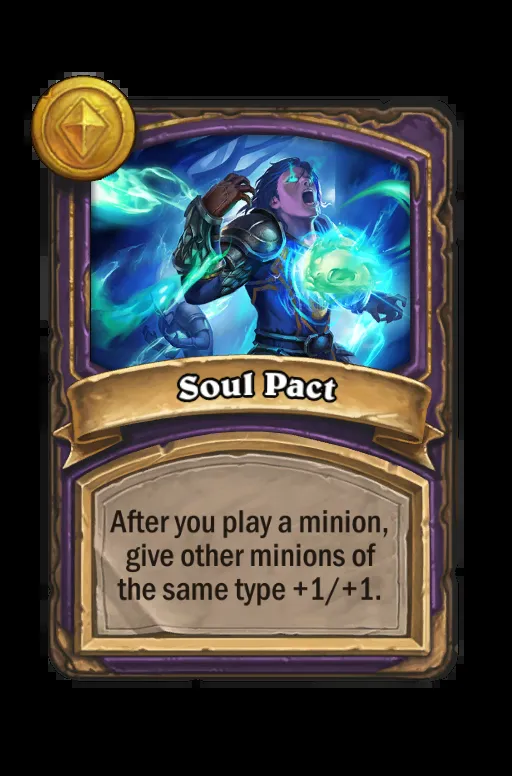 Soul Pact
After you play a minion,
give other minions of
the same type +1/+1.